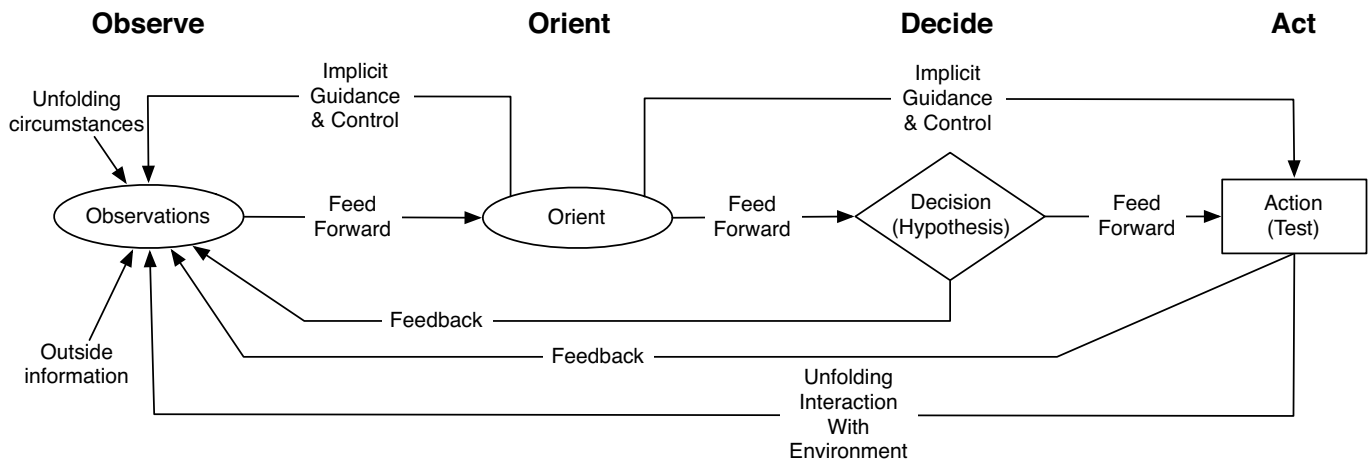 Observe
Orient
Decide
Act
Implicit
Guidance
& Control
Implicit
Guidance
& Control
Unfolding
circumstances
Observations
Feed
Forward
Orient
Feed
Forward
Decision
(Hypothesis)
Feed
Forward
Action
(Test)
Feedback
Outside
information
Feedback
Unfolding
Interaction
With
Environment